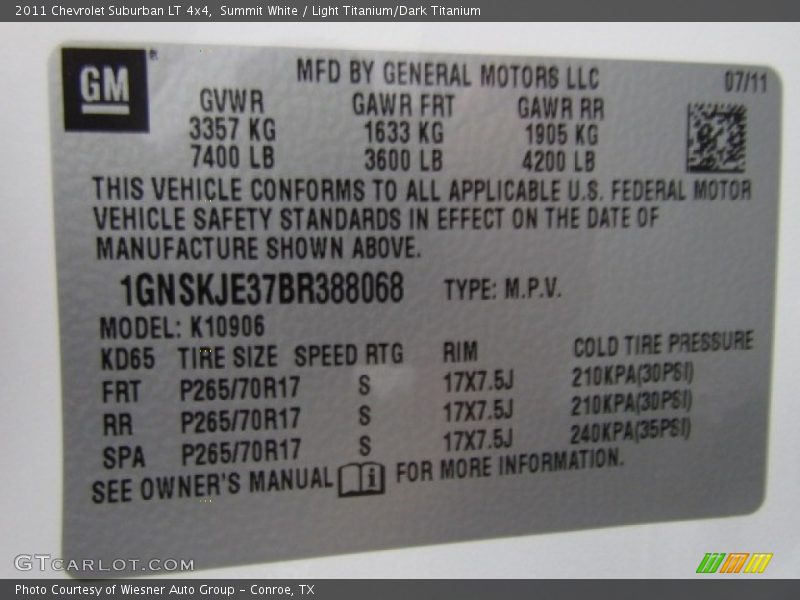 2011 Chevrolet Suburban LT 4x4, Summit White / Light Titanium/Dark Titanium
GM ®
MFD BY GENERAL MOTORS LLC 07/11
GVWR GAWR FRT GAWR RR
3357 KG 1633 KG 1905 KG
7400 LB 3600 LB 4200 LB
THIS VEHICLE CONFORMS TO ALL APPLICABLE U.S. FEDERAL MOTOR
VEHICLE SAFETY STANDARDS IN EFFECT ON THE DATE OF
MANUFACTURE SHOWN ABOVE.
1GNSKJE37BR388068 TYPE: M.P.V.
MODEL: K10906
KD65 TIRE SIZE SPEED RTG RIM COLD TIRE PRESSURE
FRT P265/70R17 S 17X7.5J 210KPA(30PSI)
RR P265/70R17 S 17X7.5J 210KPA(30PSI)
SPA P265/70R17 S 17X7.5J 240KPA(35PSI)
SEE OWNER'S MANUAL i FOR MORE INFORMATION.
GTCARLOT.COM
Photo Courtesy of Wiesner Auto Group - Conroe, TX